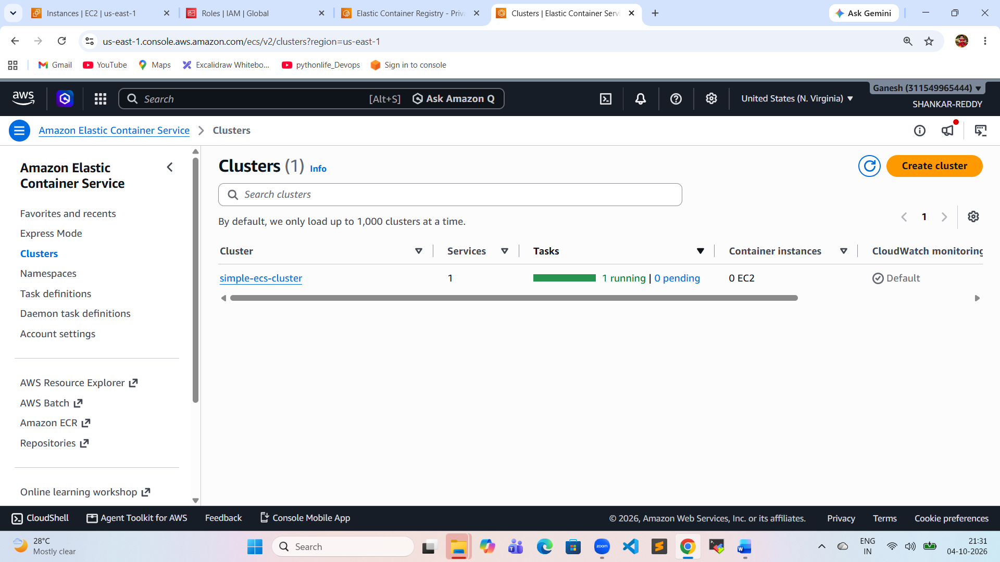 Instances | EC2 | us-east-1
Roles | IAM | Global
Elastic Container Registry - Priva
Clusters | Elastic Container Servi
Ask Gemini
us-east-1.console.aws.amazon.com/ecs/v2/clusters?region=us-east-1
Gmail
YouTube
Maps
Excalidraw Whitebo...
pythonlife_Devops
Sign in to console
aws
Search
[Alt+S]
Ask Amazon Q
United States (N. Virginia)
Ganesh (311549965444)
SHANKAR-REDDY
Amazon Elastic Container Service
Clusters
Amazon Elastic
Container Service
Favorites and recents
Express Mode
Clusters
Namespaces
Task definitions
Daemon task definitions
Account settings
AWS Resource Explorer
AWS Batch
Amazon ECR
Repositories
Online learning workshop
Clusters (1) Info
Create cluster
Search clusters
By default, we only load up to 1,000 clusters at a time.
1
Cluster
Services
Tasks
Container instances
CloudWatch monitoring
simple-ecs-cluster
1
1 running | 0 pending
0 EC2
Default
CloudShell
Agent Toolkit for AWS
Feedback
Console Mobile App
© 2026, Amazon Web Services, Inc. or its affiliates.
Privacy
Terms
Cookie preferences
28°C
Mostly clear
Search
zoom
ENG
IN
21:31
04-10-2026